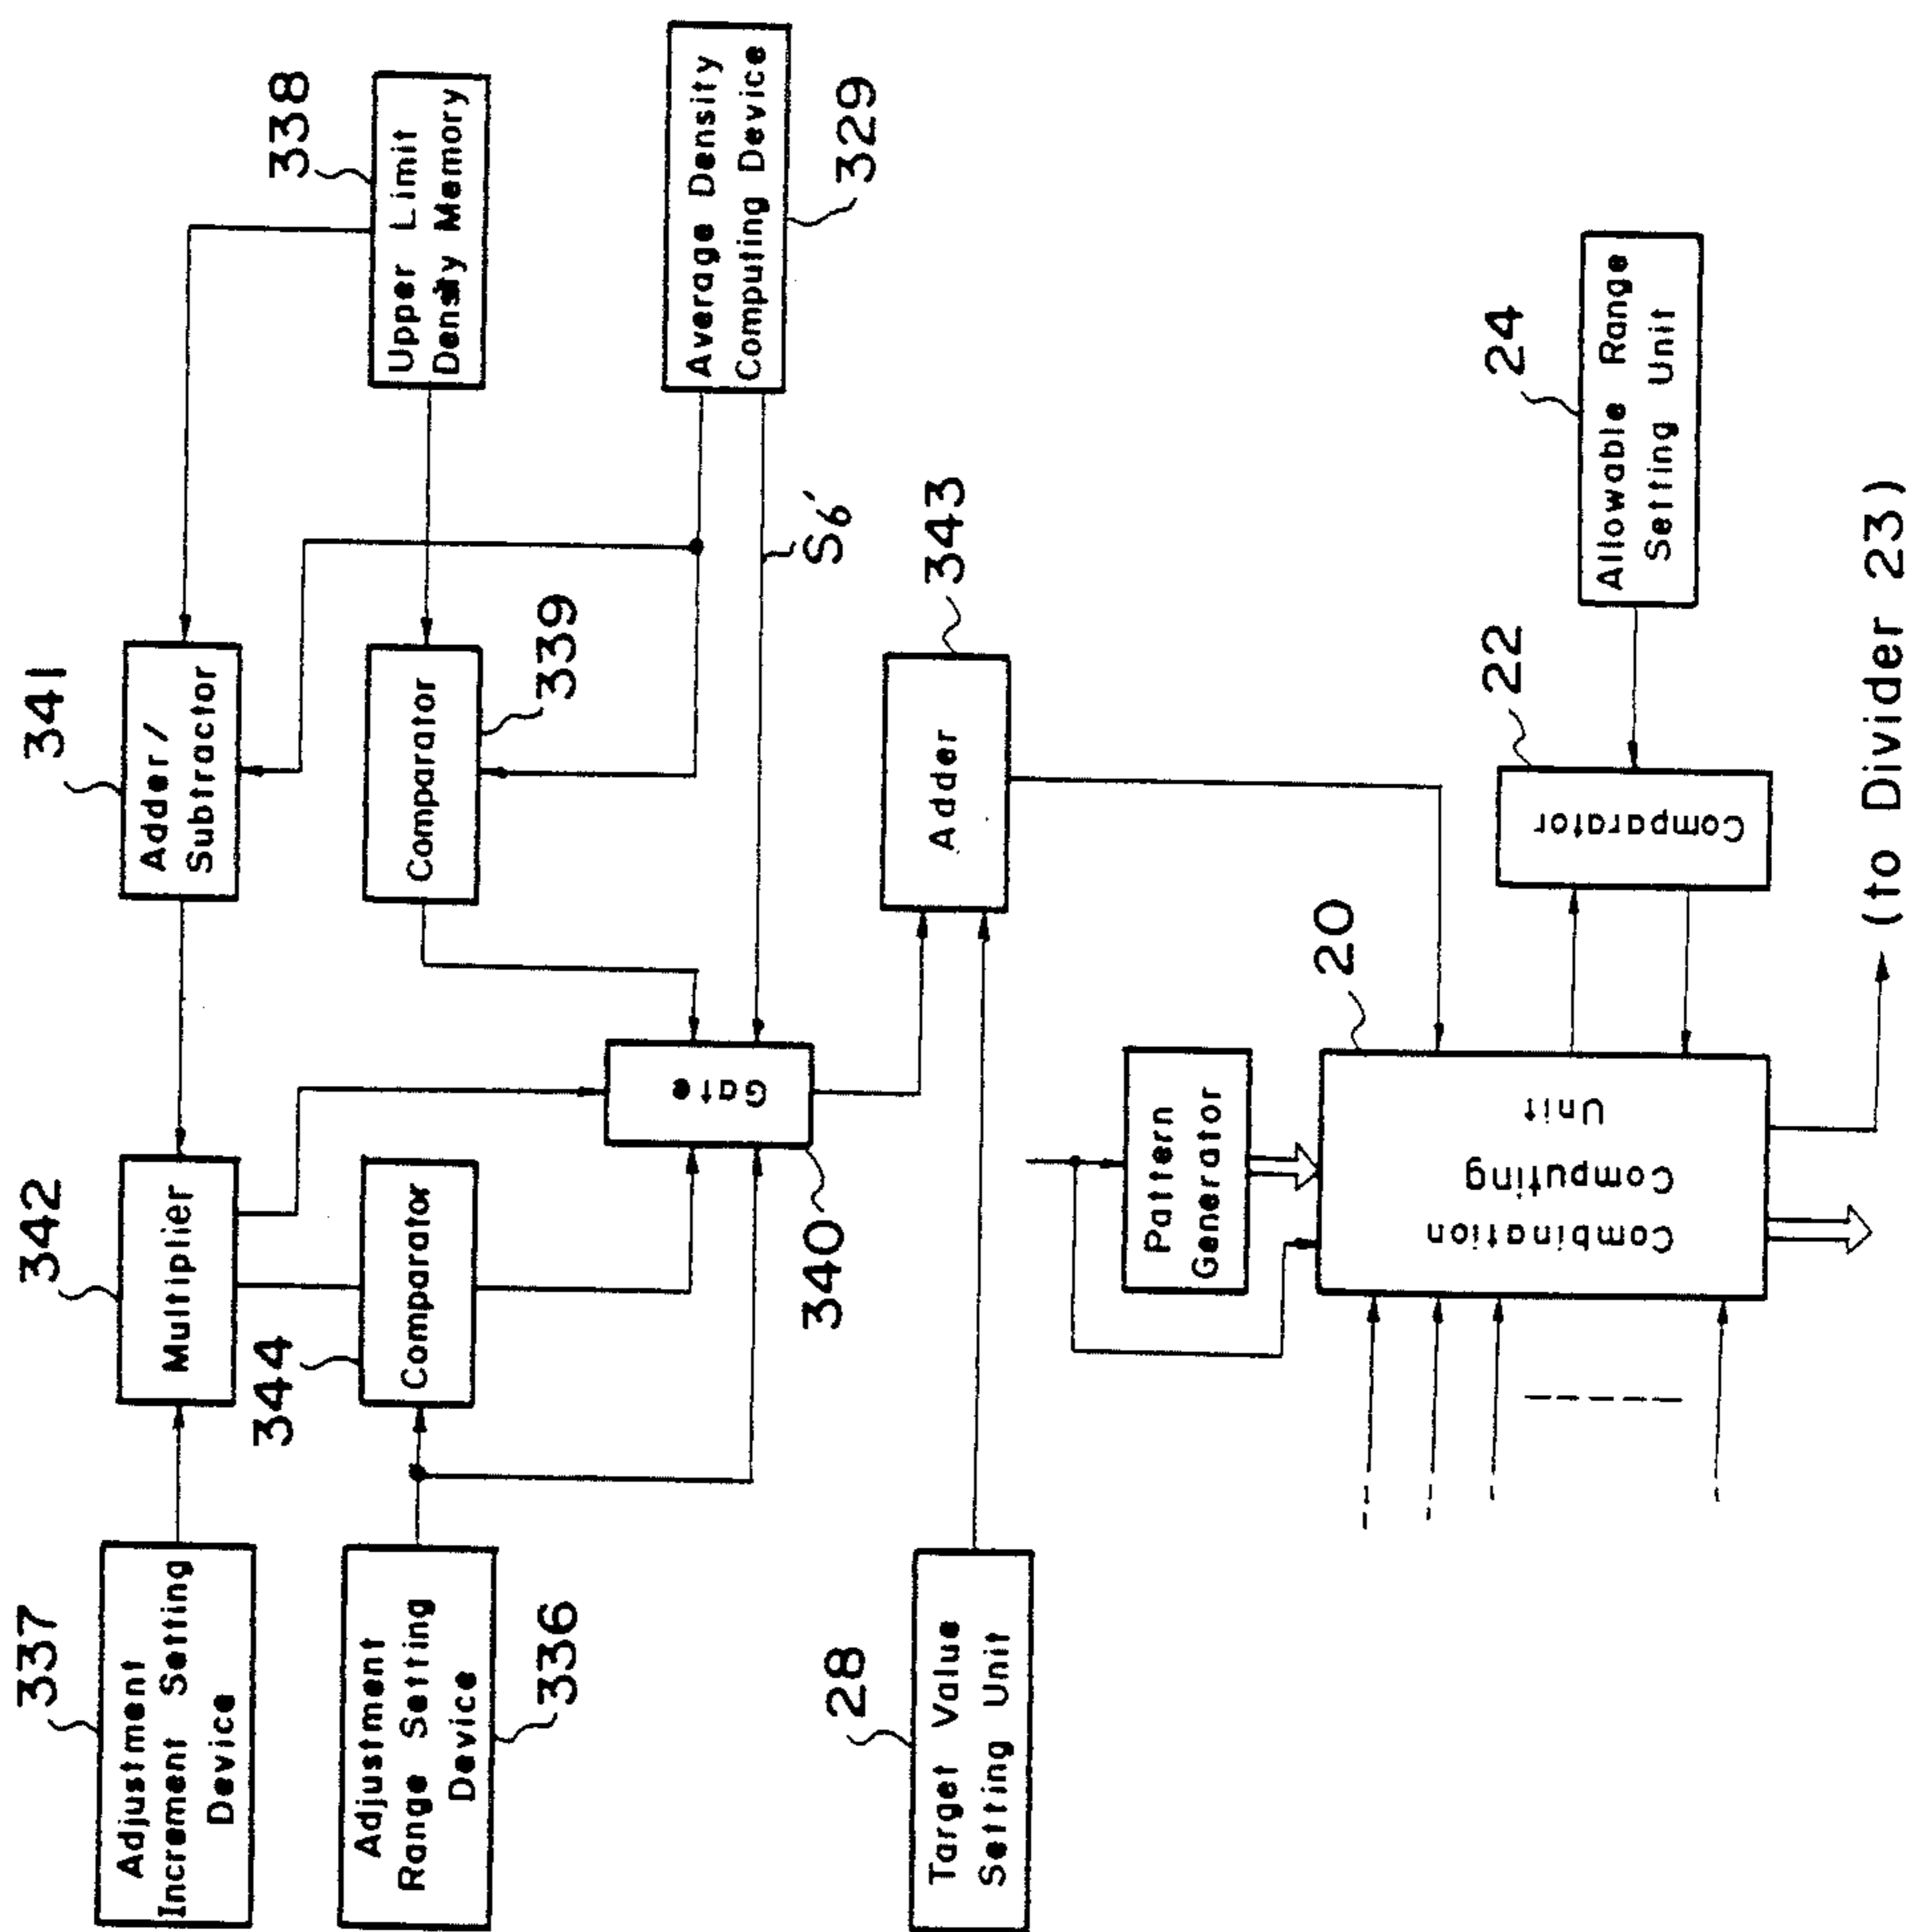 337
Adjustment
Increment Setting
Device
342
Multiplier
341
Adder/
Subtractor
338
Upper Limit
Density Memory
Adjustment
Range Setting
Device
336
344
Comparator
Comparator
339
Average Density
Computing Device
329
Gate
340
S6'
28
Target Value
Setting Unit
Adder
343
Pattern
Generator
20
Combination
Computing
Unit
22
Comparator
24
Allowable Range
Setting Unit
(to Divider 23)